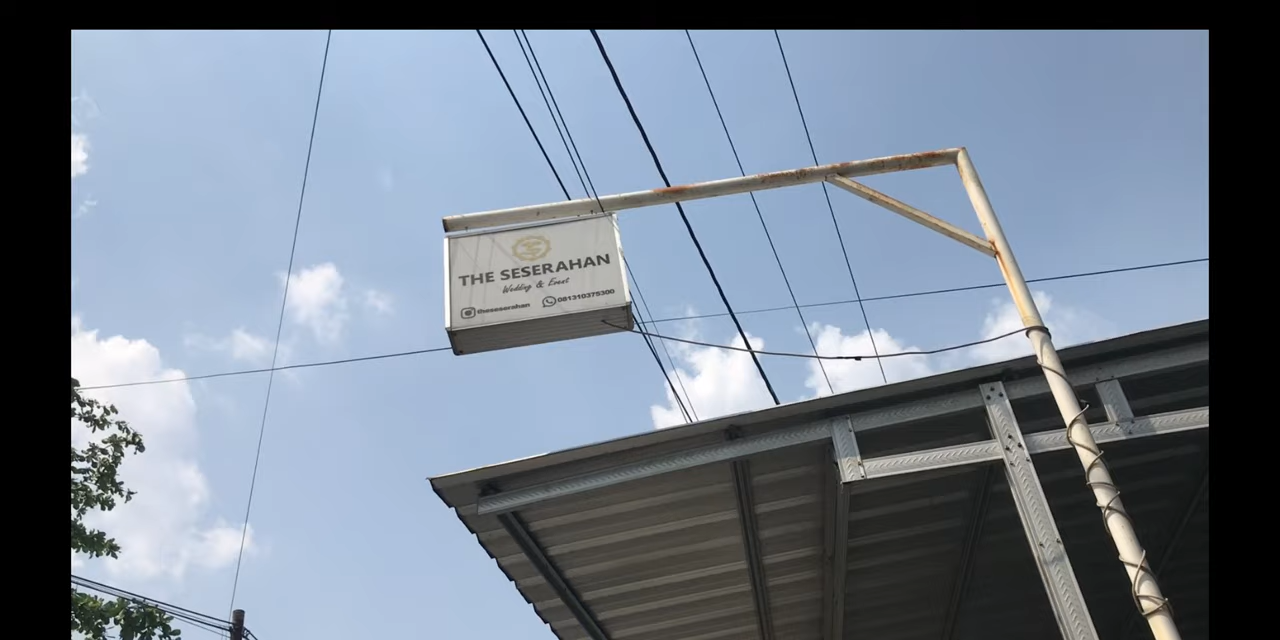 THE SESERAHAN
Wedding & Event
theseserahan
081310375300